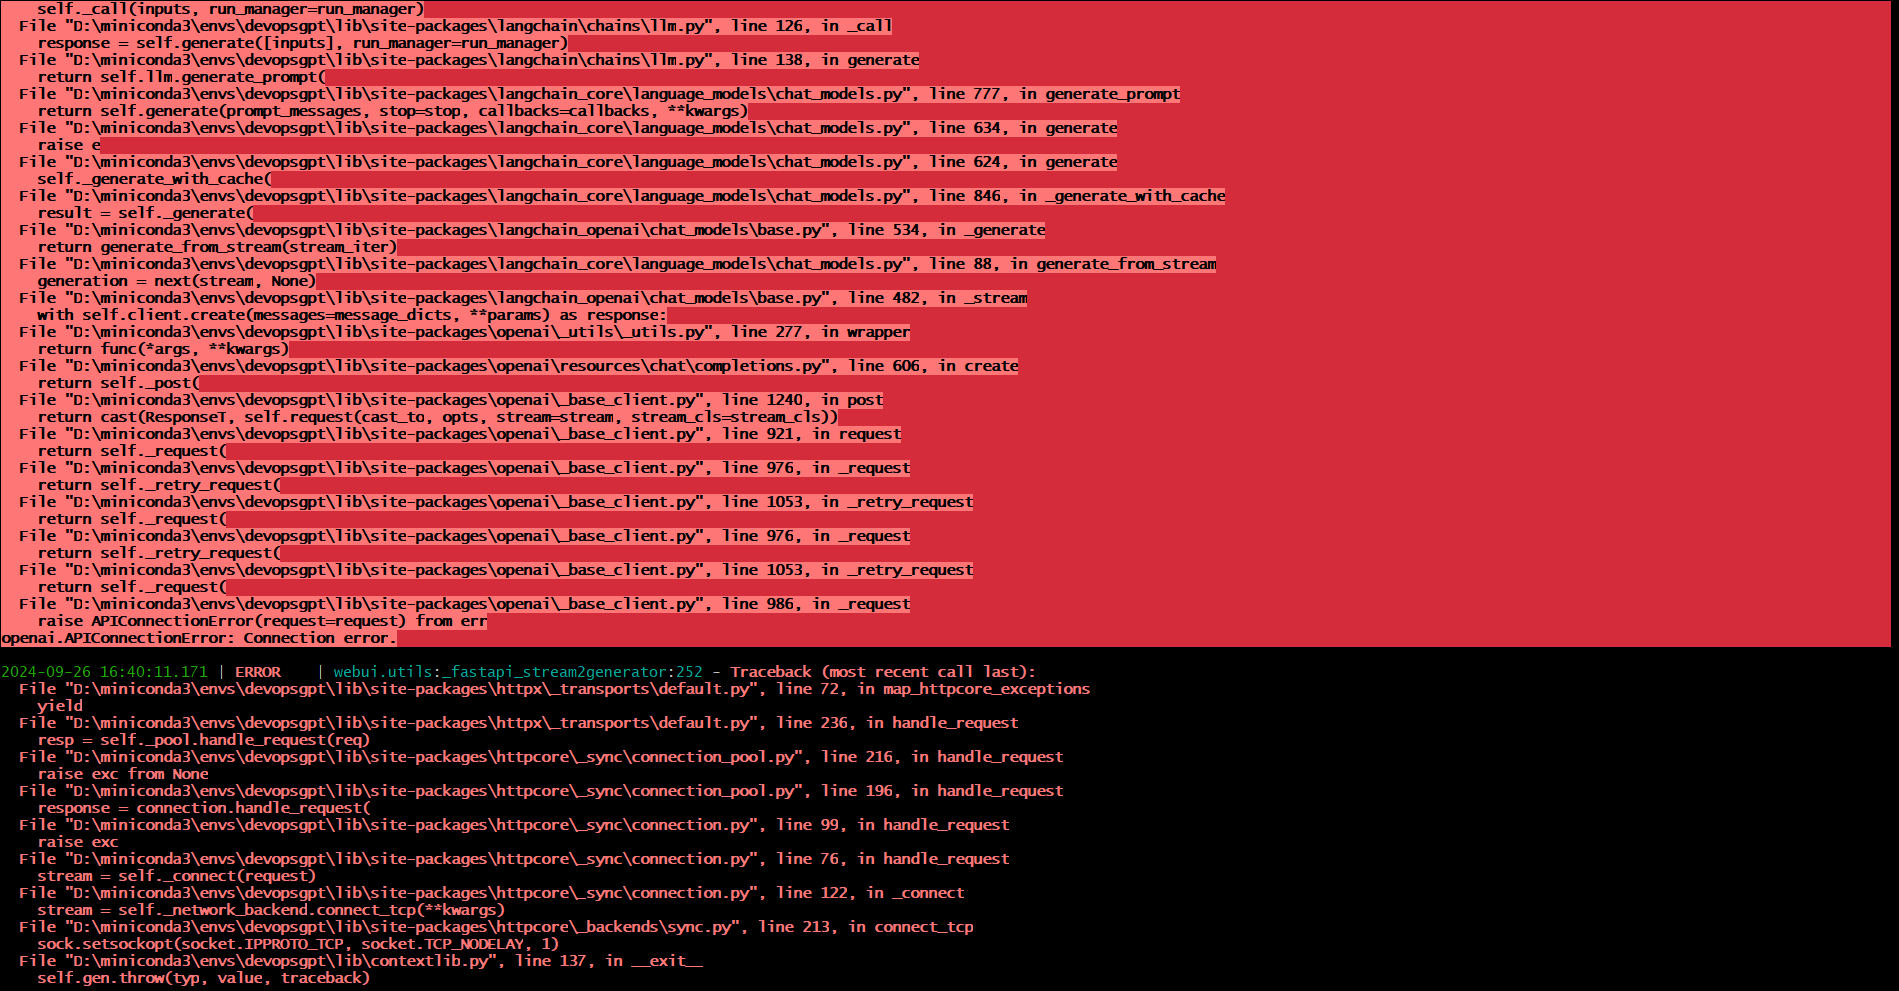 self._call(inputs, run_manager=run_manager)
  File "D:\miniconda3\envs\devopsgpt\lib\site-packages\langchain\chains\llm.py", line 126, in _call
    response = self.generate([inputs], run_manager=run_manager)
  File "D:\miniconda3\envs\devopsgpt\lib\site-packages\langchain\chains\llm.py", line 138, in generate
    return self.llm.generate_prompt(
  File "D:\miniconda3\envs\devopsgpt\lib\site-packages\langchain_core\language_models\chat_models.py", line 777, in generate_prompt
    return self.generate(prompt_messages, stop=stop, callbacks=callbacks, **kwargs)
  File "D:\miniconda3\envs\devopsgpt\lib\site-packages\langchain_core\language_models\chat_models.py", line 634, in generate
    raise e
  File "D:\miniconda3\envs\devopsgpt\lib\site-packages\langchain_core\language_models\chat_models.py", line 624, in generate
    self._generate_with_cache(
  File "D:\miniconda3\envs\devopsgpt\lib\site-packages\langchain_core\language_models\chat_models.py", line 846, in _generate_with_cache
    result = self._generate(
  File "D:\miniconda3\envs\devopsgpt\lib\site-packages\langchain_openai\chat_models\base.py", line 534, in _generate
    return generate_from_stream(stream_iter)
  File "D:\miniconda3\envs\devopsgpt\lib\site-packages\langchain_core\language_models\chat_models.py", line 88, in generate_from_stream
    generation = next(stream, None)
  File "D:\miniconda3\envs\devopsgpt\lib\site-packages\langchain_openai\chat_models\base.py", line 482, in _stream
    with self.client.create(messages=message_dicts, **params) as response:
  File "D:\miniconda3\envs\devopsgpt\lib\site-packages\openai\_utils\_utils.py", line 277, in wrapper
    return func(*args, **kwargs)
  File "D:\miniconda3\envs\devopsgpt\lib\site-packages\openai\resources\chat\completions.py", line 606, in create
    return self._post(
  File "D:\miniconda3\envs\devopsgpt\lib\site-packages\openai\_base_client.py", line 1240, in post
    return cast(ResponseT, self.request(cast_to, opts, stream=stream, stream_cls=stream_cls))
  File "D:\miniconda3\envs\devopsgpt\lib\site-packages\openai\_base_client.py", line 921, in request
    return self._request(
  File "D:\miniconda3\envs\devopsgpt\lib\site-packages\openai\_base_client.py", line 976, in _request
    return self._retry_request(
  File "D:\miniconda3\envs\devopsgpt\lib\site-packages\openai\_base_client.py", line 1053, in _retry_request
    return self._request(
  File "D:\miniconda3\envs\devopsgpt\lib\site-packages\openai\_base_client.py", line 976, in _request
    return self._retry_request(
  File "D:\miniconda3\envs\devopsgpt\lib\site-packages\openai\_base_client.py", line 1053, in _retry_request
    return self._request(
  File "D:\miniconda3\envs\devopsgpt\lib\site-packages\openai\_base_client.py", line 986, in _request
    raise APIConnectionError(request=request) from err
openai.APIConnectionError: Connection error.
2024-09-26 16:40:11.171 | ERROR    | webui.utils:_fastapi_stream2generator:252 - Traceback (most recent call last):
  File "D:\miniconda3\envs\devopsgpt\lib\site-packages\httpx\_transports\default.py", line 72, in map_httpcore_exceptions
    yield
  File "D:\miniconda3\envs\devopsgpt\lib\site-packages\httpx\_transports\default.py", line 236, in handle_request
    resp = self._pool.handle_request(req)
  File "D:\miniconda3\envs\devopsgpt\lib\site-packages\httpcore\_sync\connection_pool.py", line 216, in handle_request
    raise exc from None
  File "D:\miniconda3\envs\devopsgpt\lib\site-packages\httpcore\_sync\connection_pool.py", line 196, in handle_request
    response = connection.handle_request(
  File "D:\miniconda3\envs\devopsgpt\lib\site-packages\httpcore\_sync\connection.py", line 99, in handle_request
    raise exc
  File "D:\miniconda3\envs\devopsgpt\lib\site-packages\httpcore\_sync\connection.py", line 76, in handle_request
    stream = self._connect(request)
  File "D:\miniconda3\envs\devopsgpt\lib\site-packages\httpcore\_sync\connection.py", line 122, in _connect
    stream = self._network_backend.connect_tcp(**kwargs)
  File "D:\miniconda3\envs\devopsgpt\lib\site-packages\httpcore\_backends\sync.py", line 213, in connect_tcp
    sock.setsockopt(socket.IPPROTO_TCP, socket.TCP_NODELAY, 1)
  File "D:\miniconda3\envs\devopsgpt\lib\contextlib.py", line 137, in __exit__
    self.gen.throw(typ, value, traceback)